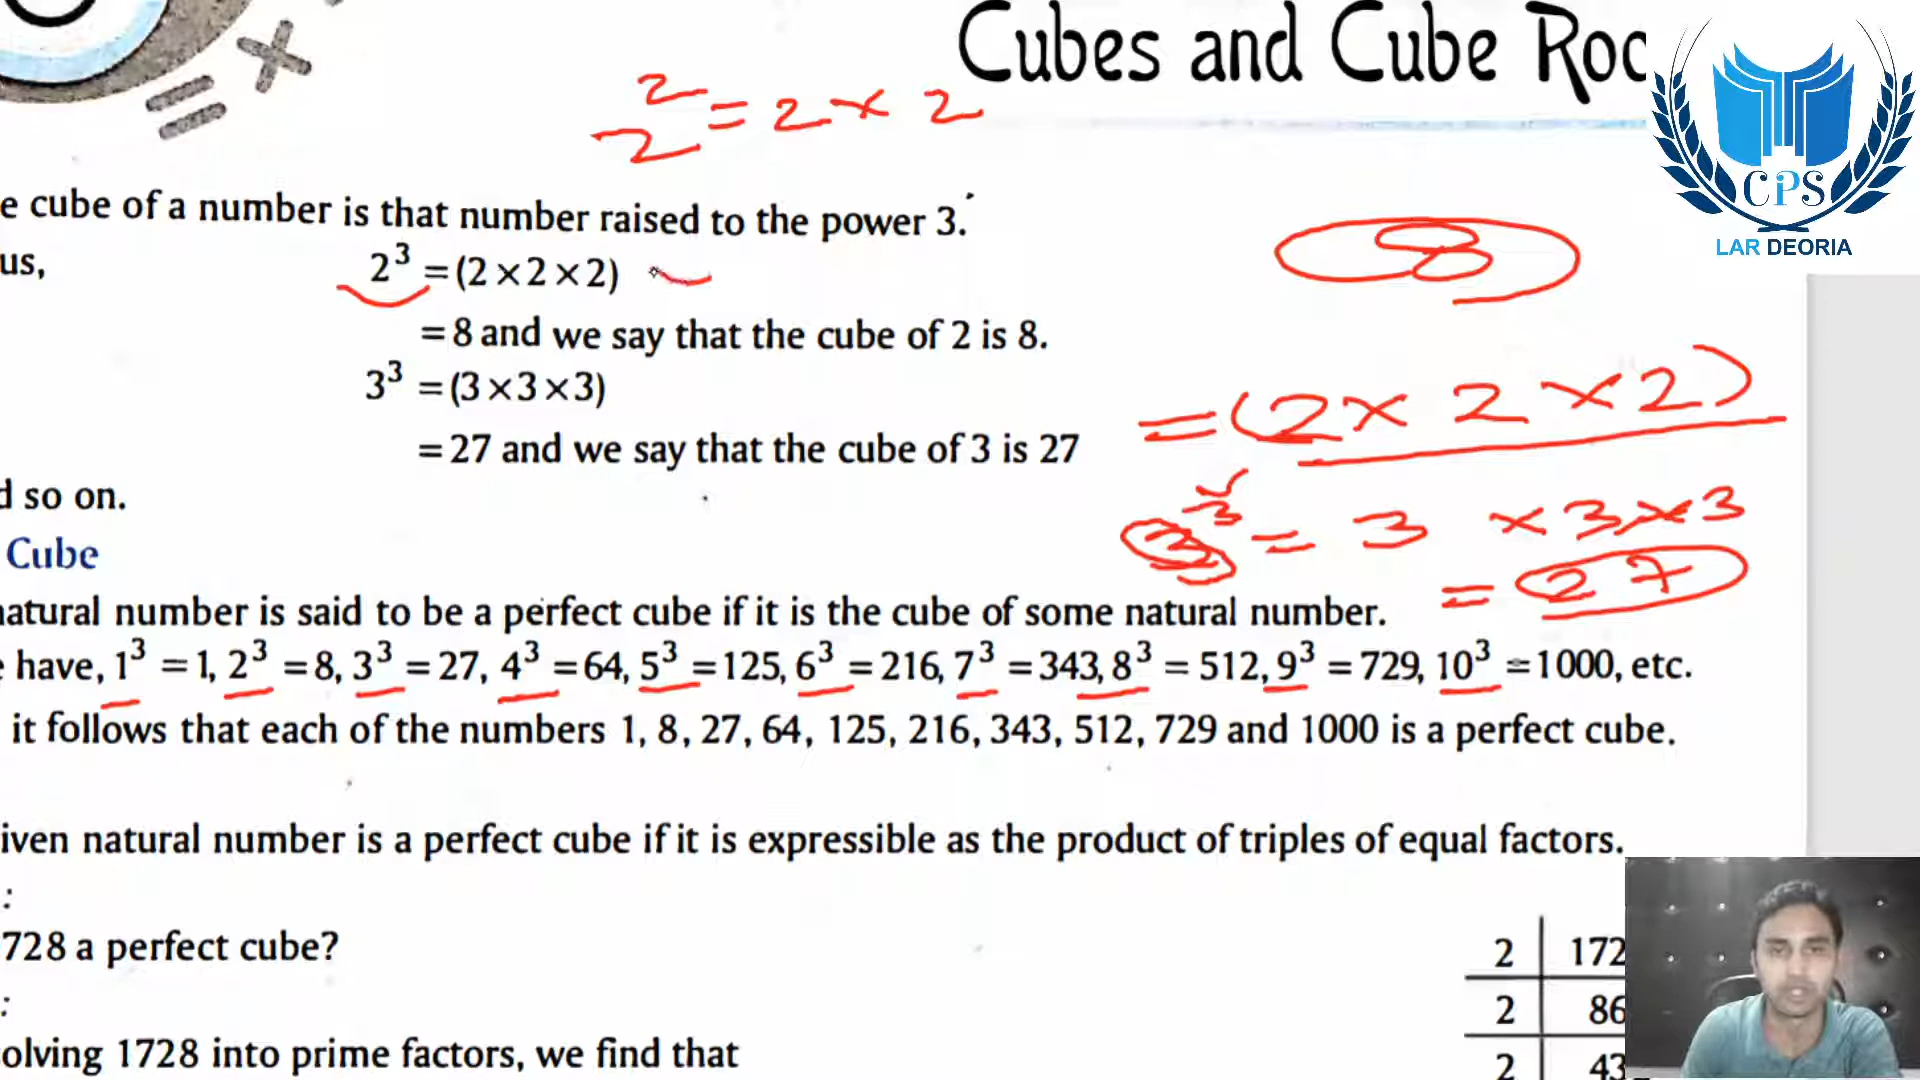 Cubes and Cube Roo
2² = 2 × 2
e cube of a number is that number raised to the power 3.
us,
2³ = (2 × 2 × 2)
= 8 and we say that the cube of 2 is 8.
3³ = (3 × 3 × 3)
= 27 and we say that the cube of 3 is 27
d so on.
8
= (2 × 2 × 2)
3³ = 3 × 3 × 3
= 27
Cube
natural number is said to be a perfect cube if it is the cube of some natural number.
e have, 1³ = 1, 2³ = 8, 3³ = 27, 4³ = 64, 5³ = 125, 6³ = 216, 7³ = 343, 8³ = 512, 9³ = 729, 10³ = 1000, etc.
it follows that each of the numbers 1, 8, 27, 64, 125, 216, 343, 512, 729 and 1000 is a perfect cube.
iven natural number is a perfect cube if it is expressible as the product of triples of equal factors.
:
728 a perfect cube?
:
olving 1728 into prime factors, we find that
2 172
2 86
2 43
CPS
LAR DEORIA